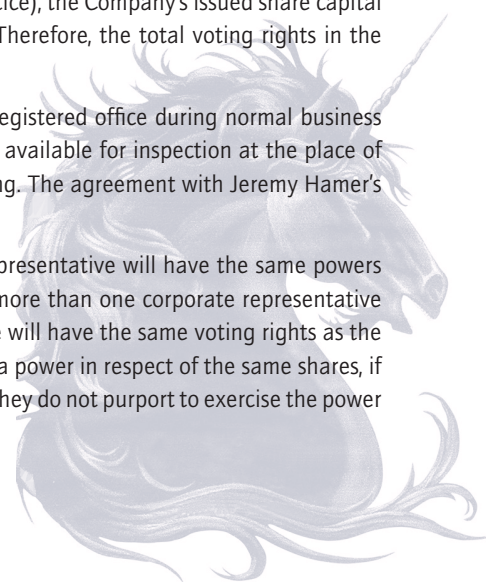 tice), the Company's issued share capital
Therefore, the total voting rights in the
egistered office during normal business
available for inspection at the place of
ng. The agreement with Jeremy Hamer's
presentative will have the same powers
more than one corporate representative
will have the same voting rights as the
a power in respect of the same shares, if
hey do not purport to exercise the power